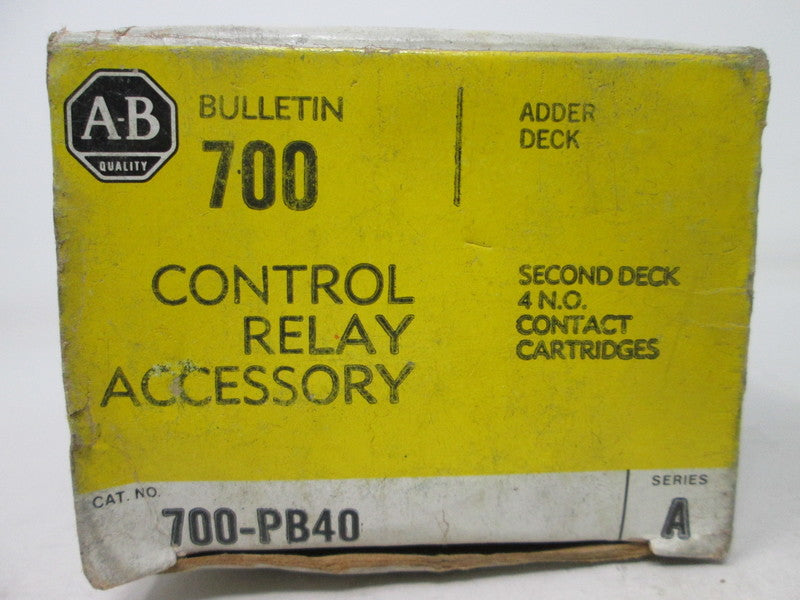 A-B
QUALITY
BULLETIN
700
ADDER
DECK
CONTROL
RELAY
ACCESSORY
SECOND DECK
4 N.O.
CONTACT
CARTRIDGES
CAT. NO.
700-PB40
SERIES
A